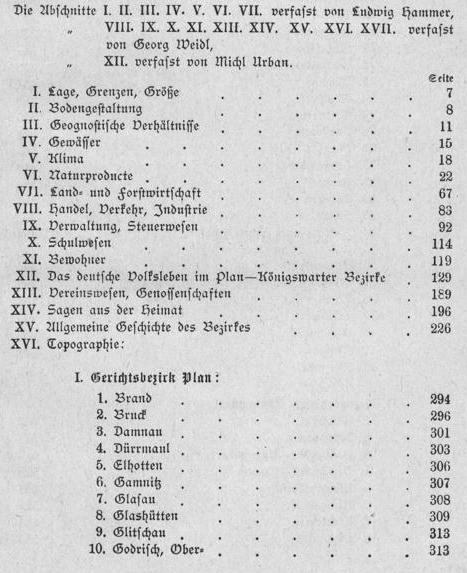 Die Abschnitte I. II. III. IV. V. VI. VII. verfasst von Ludwig Hammer,
„ VIII. IX. X. XI. XIII. XIV. XV. XVI. XVII. verfasst
von Georg Weidl,
„ XII. verfasst von Michl Urban.
Seite
I. Lage, Grenzen, Größe . . . . . . 7
II. Bodengestaltung . . . . . . 8
III. Geognostische Verhältnisse . . . . . 11
IV. Gewässer . . . . . . . 15
V. Klima . . . . . . . 18
VI. Naturproducte . . . . . . . 22
VII. Land- und Forstwirtschaft . . . . . 67
VIII. Handel, Verkehr, Industrie . . . . . 83
IX. Verwaltung, Steuerwesen . . . . . 92
X. Schulwesen . . . . . . . 114
XI. Bewohner . . . . . . . 119
XII. Das deutsche Volksleben im Plan—Königswarter Bezirke . 129
XIII. Vereinswesen, Genossenschaften . . . . 189
XIV. Sagen aus der Heimat . . . . . 196
XV. Allgemeine Geschichte des Bezirkes . . . 226
XVI. Topographie:
I. Gerichtsbezirk Plan:
1. Brand . . . . . . 294
2. Bruck . . . . . . 296
3. Damnau . . . . . . 301
4. Dürrmaul . . . . . . 303
5. Elhotten . . . . . . 306
6. Gamnitz . . . . . . 307
7. Glasau . . . . . . 308
8. Glashütten . . . . . 309
9. Glitschau . . . . . . 313
10. Godrisch, Ober- . . . . . 313